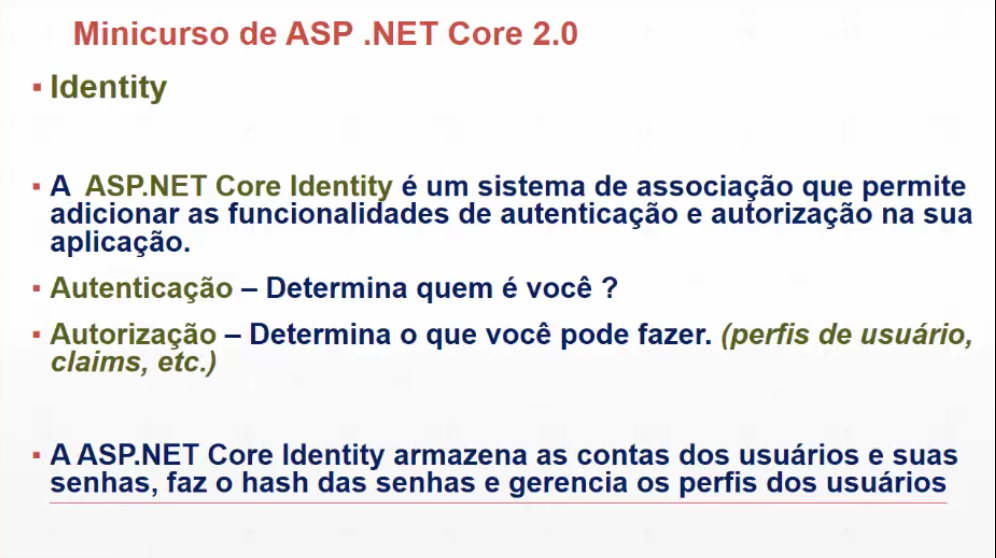 Minicurso de ASP .NET Core 2.0
▪ Identity
▪ A ASP.NET Core Identity é um sistema de associação que permite
adicionar as funcionalidades de autenticação e autorização na sua
aplicação.
▪ Autenticação – Determina quem é você ?
▪ Autorização – Determina o que você pode fazer. (perfis de usuário,
claims, etc.)
▪ A ASP.NET Core Identity armazena as contas dos usuários e suas
senhas, faz o hash das senhas e gerencia os perfis dos usuários